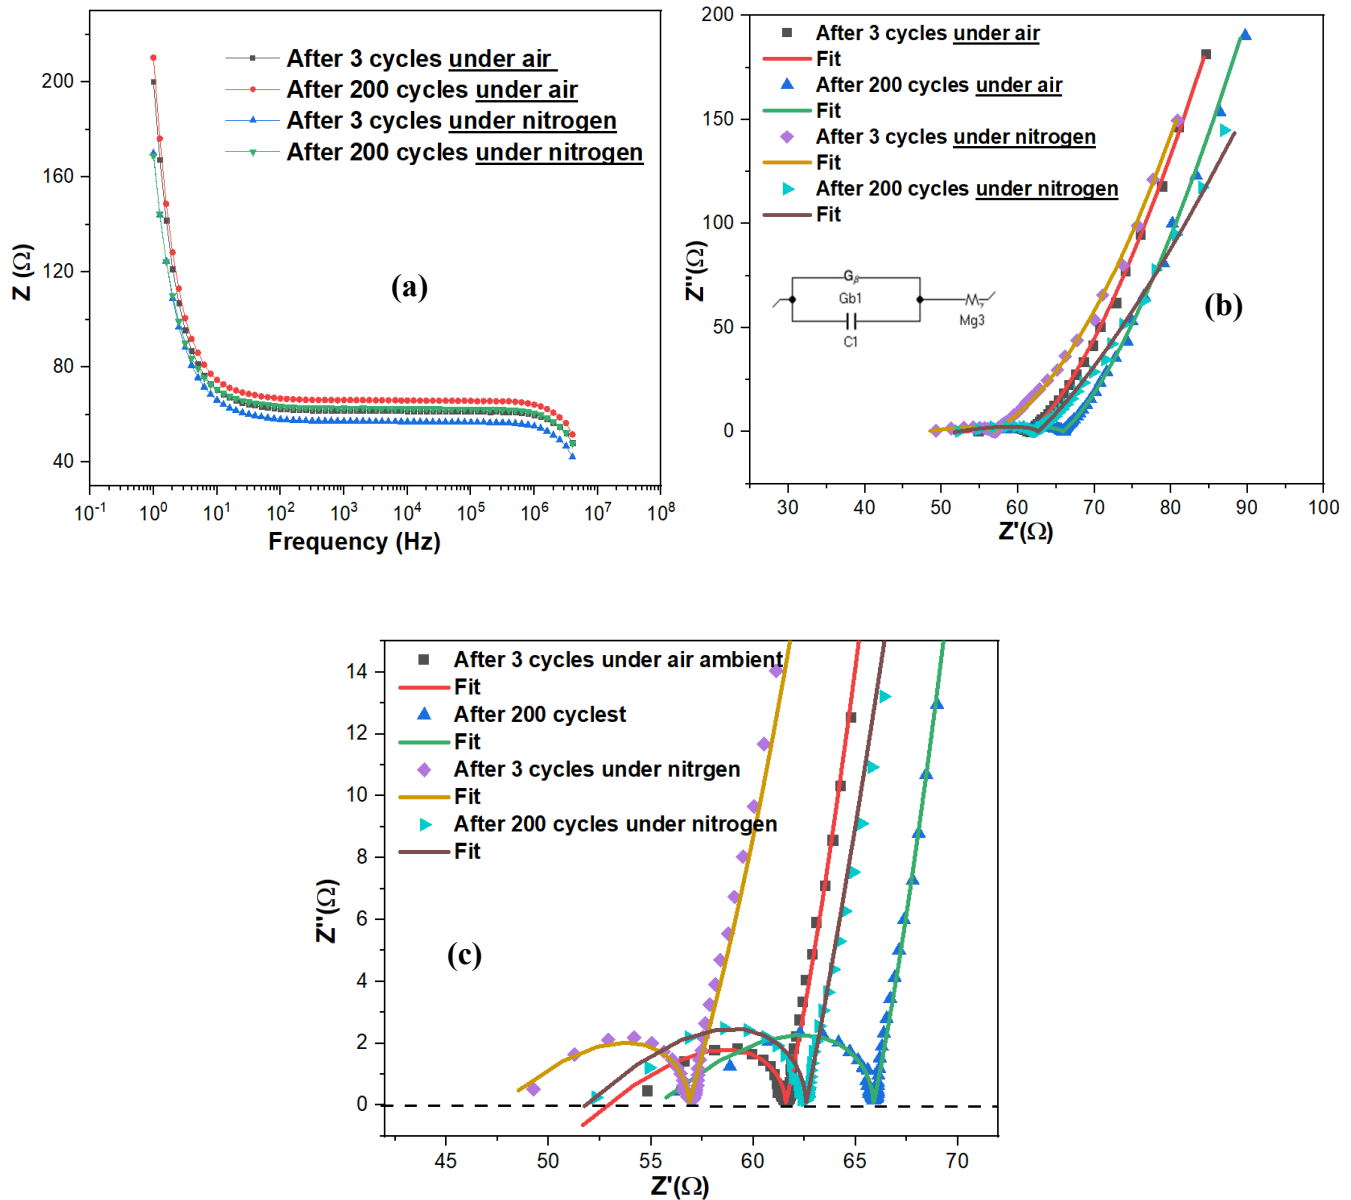 After 3 cycles under air
After 200 cycles under air
After 3 cycles under nitrogen
After 200 cycles under nitrogen
200
160
120
80
40
Z (Ω)
(a)
10-1 100 101 102 103 104 105 106 107 108
Frequency (Hz)
After 3 cycles under air
Fit
After 200 cycles under air
Fit
After 3 cycles under nitrogen
Fit
After 200 cycles under nitrogen
Fit
200
150
100
50
0
Z''(Ω)
Gβ
Gb1
C1
Mg3
(b)
30 40 50 60 70 80 90 100
Z'(Ω)
After 3 cycles under air ambient
Fit
After 200 cyclest
Fit
After 3 cycles under nitrgen
Fit
After 200 cycles under nitrogen
Fit
14
12
10
8
6
4
2
0
Z''(Ω)
(c)
45 50 55 60 65 70
Z'(Ω)